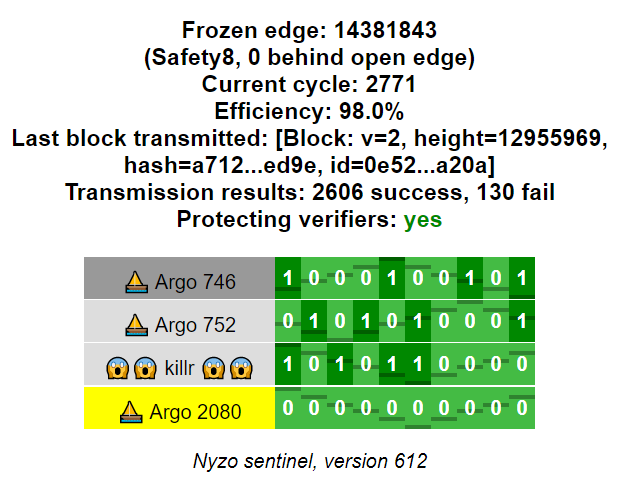 Frozen edge: 14381843
(Safety8, 0 behind open edge)
Current cycle: 2771
Efficiency: 98.0%
Last block transmitted: [Block: v=2, height=12955969,
hash=a712...ed9e, id=0e52...a20a]
Transmission results: 2606 success, 130 fail
Protecting verifiers: yes
Argo 746 1 0 0 0 1 0 0 1 0 1
Argo 752 0 1 0 1 0 1 0 0 0 1
killr 1 0 1 0 1 1 0 0 0 0
Argo 2080 0 0 0 0 0 0 0 0 0 0
Nyzo sentinel, version 612